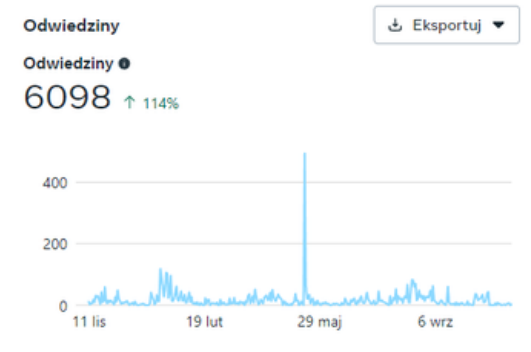 Odwiedziny
Eksportuj
Odwiedziny
6098 ↑ 114%
400
200
0
11 lis 19 lut 29 maj 6 wrz